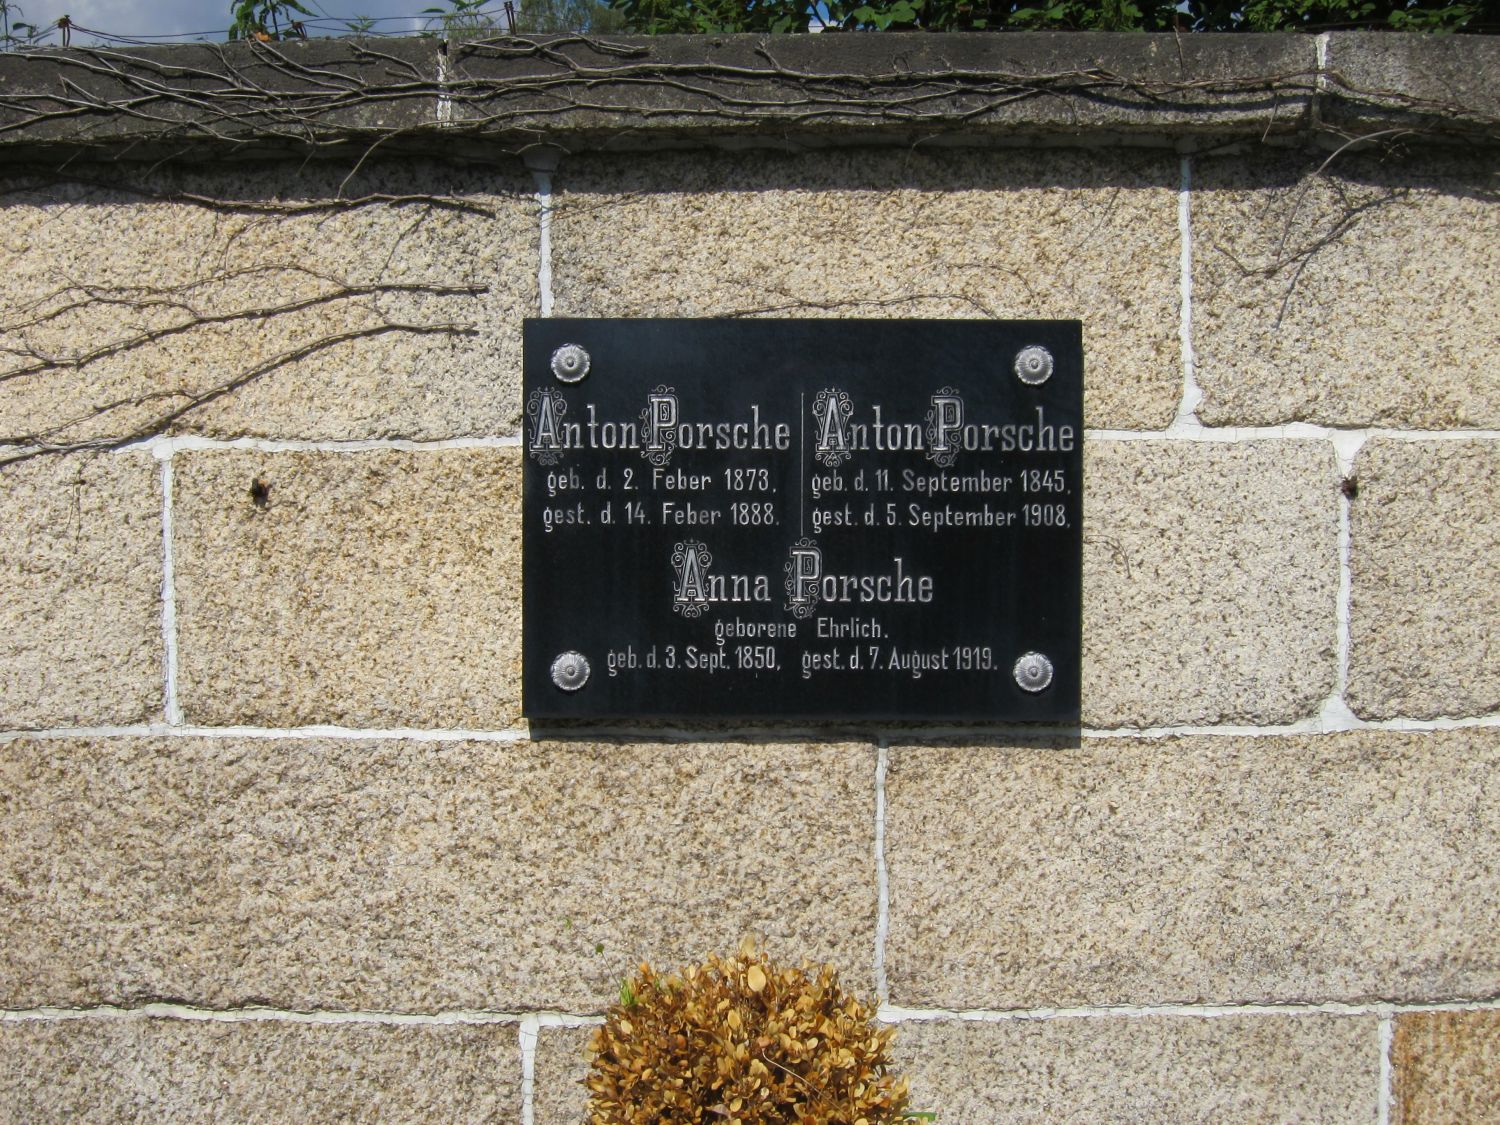 Anton Porsche
geb. d. 2. Feber 1873,
gest. d. 14. Feber 1888.
Anton Porsche
geb. d. 11. September 1845,
gest. d. 5. September 1908,
Anna Porsche
geborene Ehrlich.
geb. d. 3. Sept. 1850, gest. d. 7. August 1919.